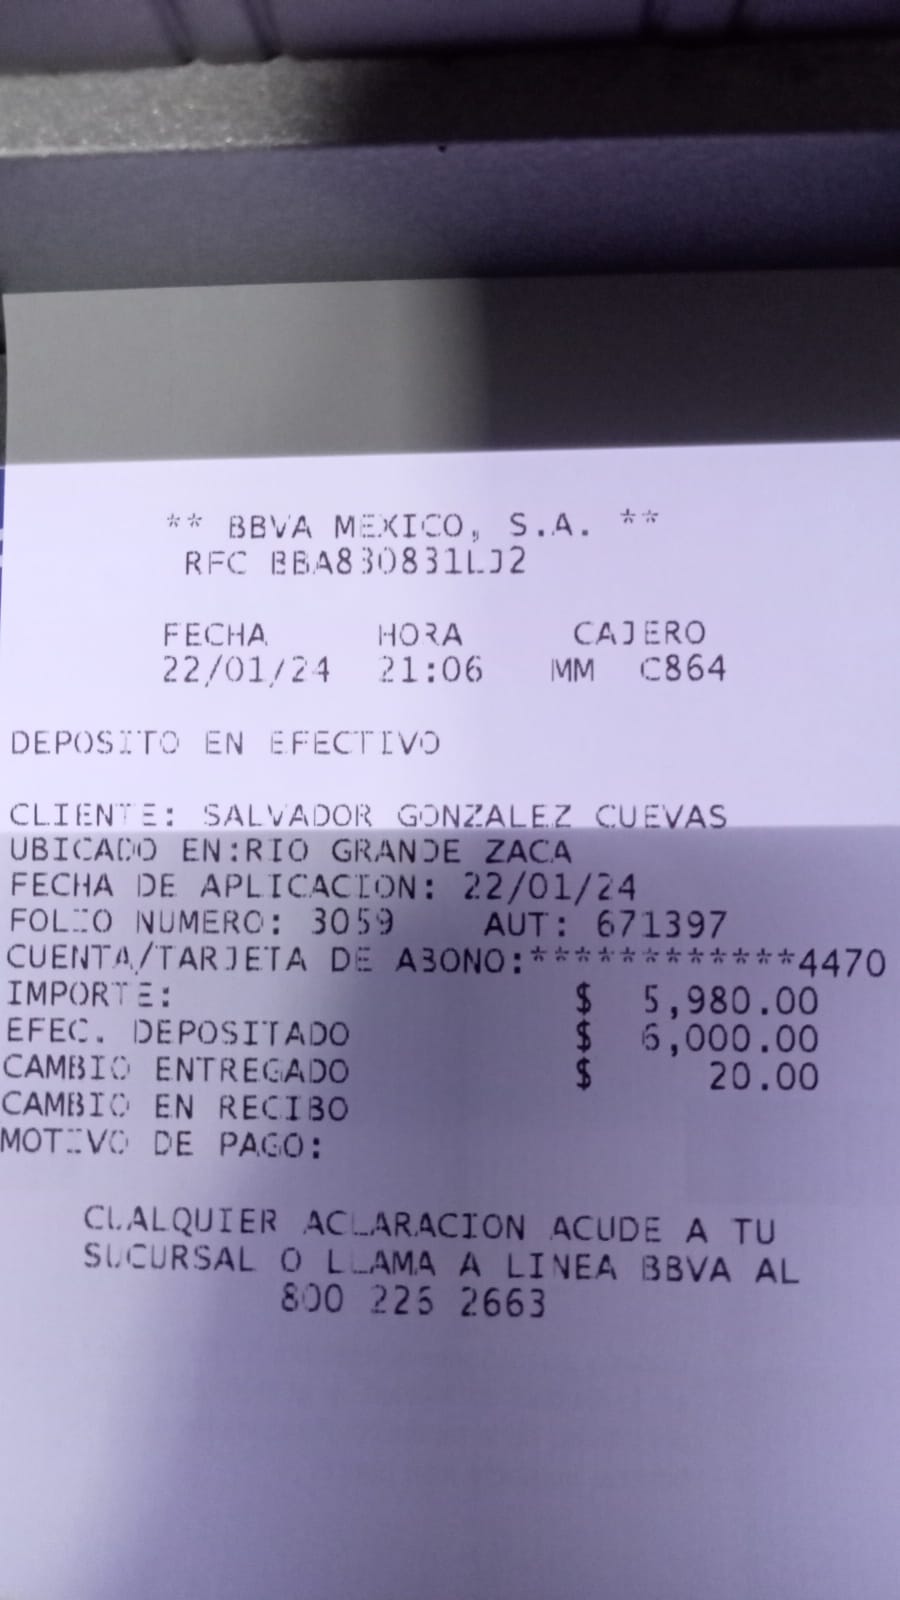 ** BBVA MEXICO, S.A. **
RFC BBA830831LJ2
FECHA HORA CAJERO
22/01/24 21:06 MM C864
DEPOSITO EN EFECTIVO
CLIENTE: SALVADOR GONZALEZ CUEVAS
UBICADO EN:RIO GRANDE ZACA
FECHA DE APLICACION: 22/01/24
FOLIO NUMERO: 3059 AUT: 671397
CUENTA/TARJETA DE ABONO:************4470
IMPORTE: $ 5,980.00
EFEC. DEPOSITADO $ 6,000.00
CAMBIO ENTREGADO $ 20.00
CAMBIO EN RECIBO
MOTIVO DE PAGO:
CUALQUIER ACLARACION ACUDE A TU
SUCURSAL O LLAMA A LINEA BBVA AL
800 226 2663